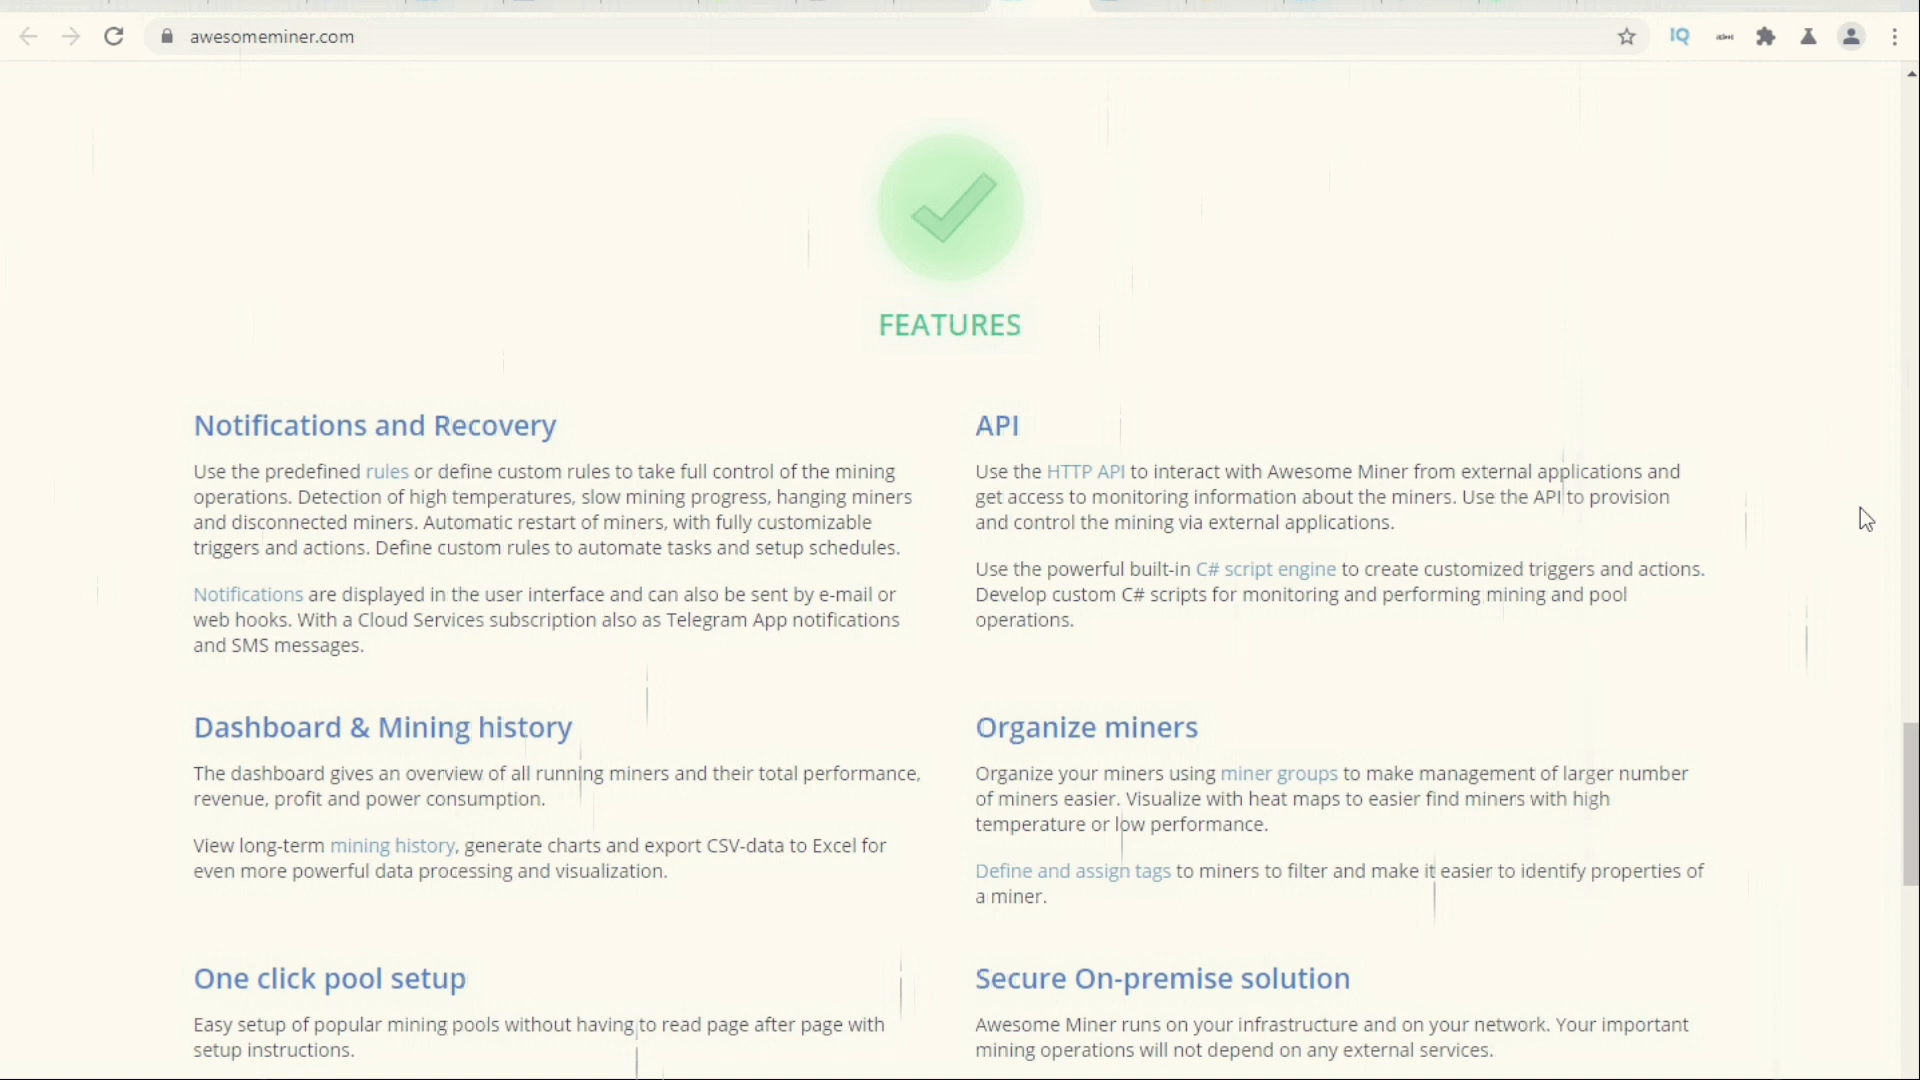 awesomeminer.com
IQ
FEATURES
Notifications and Recovery
Use the predefined rules or define custom rules to take full control of the mining
operations. Detection of high temperatures, slow mining progress, hanging miners
and disconnected miners. Automatic restart of miners, with fully customizable
triggers and actions. Define custom rules to automate tasks and setup schedules.
Notifications are displayed in the user interface and can also be sent by e-mail or
web hooks. With a Cloud Services subscription also as Telegram App notifications
and SMS messages.
API
Use the HTTP API to interact with Awesome Miner from external applications and
get access to monitoring information about the miners. Use the API to provision
and control the mining via external applications.
Use the powerful built-in C# script engine to create customized triggers and actions.
Develop custom C# scripts for monitoring and performing mining and pool
operations.
Dashboard & Mining history
The dashboard gives an overview of all running miners and their total performance,
revenue, profit and power consumption.
View long-term mining history, generate charts and export CSV-data to Excel for
even more powerful data processing and visualization.
Organize miners
Organize your miners using miner groups to make management of larger number
of miners easier. Visualize with heat maps to easier find miners with high
temperature or low performance.
Define and assign tags to miners to filter and make it easier to identify properties of
a miner.
One click pool setup
Easy setup of popular mining pools without having to read page after page with
setup instructions.
Secure On-premise solution
Awesome Miner runs on your infrastructure and on your network. Your important
mining operations will not depend on any external services.